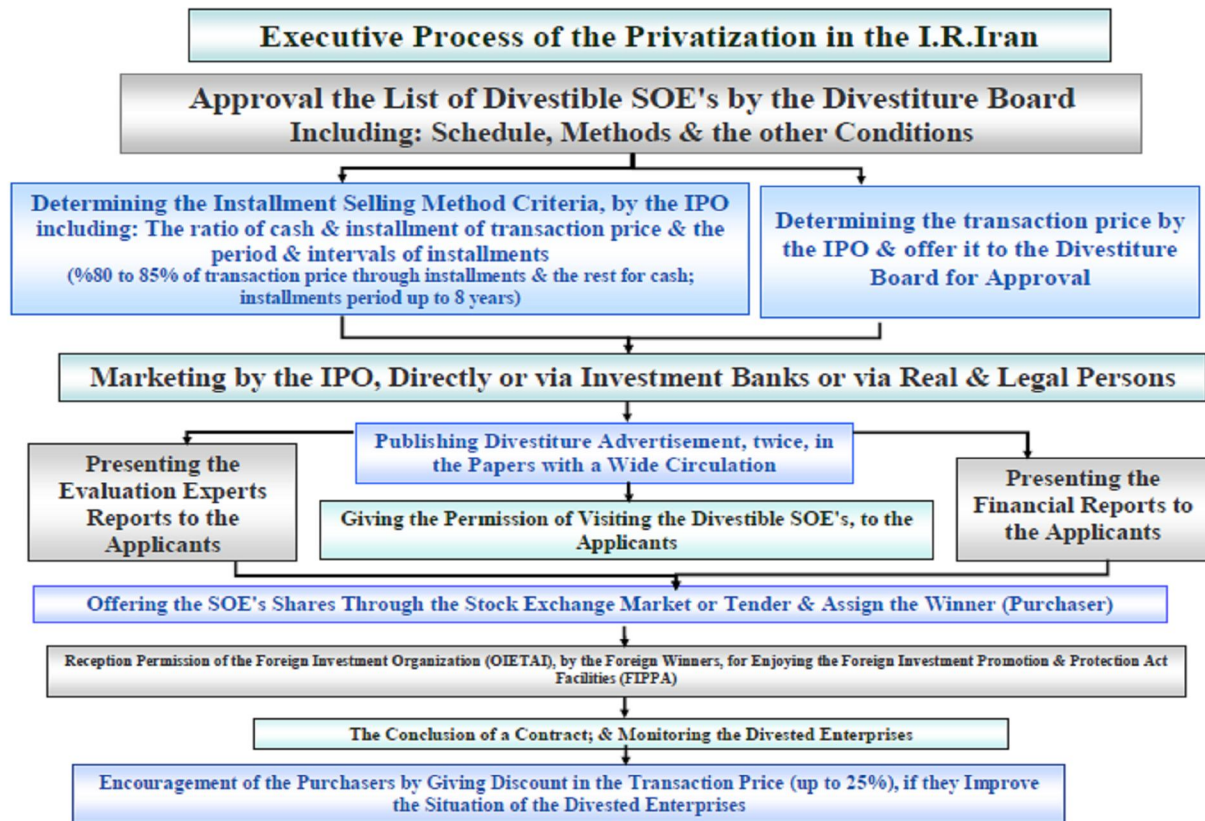 Executive Process of the Privatization in the I.R.Iran
Approval the List of Divestible SOE's by the Divestiture Board
Including: Schedule, Methods & the other Conditions
Determining the Installment Selling Method Criteria, by the IPO
including: The ratio of cash & installment of transaction price & the
period & intervals of installments
(%80 to 85% of transaction price through installments & the rest for cash;
installments period up to 8 years)
Determining the transaction price by
the IPO & offer it to the Divestiture
Board for Approval
Marketing by the IPO, Directly or via Investment Banks or via Real & Legal Persons
Publishing Divestiture Advertisement, twice, in
the Papers with a Wide Circulation
Presenting the
Evaluation Experts
Reports to the
Applicants
Giving the Permission of Visiting the Divestible SOE's, to the
Applicants
Presenting the
Financial Reports to
the Applicants
Offering the SOE's Shares Through the Stock Exchange Market or Tender & Assign the Winner (Purchaser)
Reception Permission of the Foreign Investment Organization (OIETAI), by the Foreign Winners, for Enjoying the Foreign Investment Promotion & Protection Act
Facilities (FIPPA)
The Conclusion of a Contract; & Monitoring the Divested Enterprises
Encouragement of the Purchasers by Giving Discount in the Transaction Price (up to 25%), if they Improve
the Situation of the Divested Enterprises